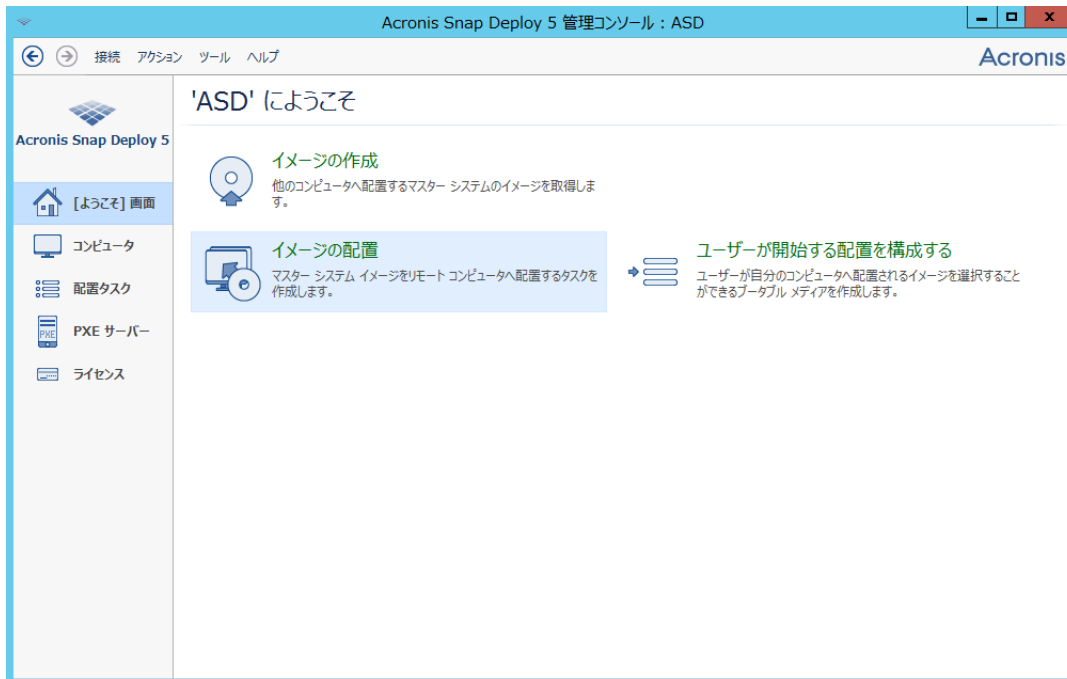 Acronis Snap Deploy 5 管理コンソール : ASD
接続 アクション ツール ヘルプ
Acronis
Acronis Snap Deploy 5
[ようこそ] 画面
コンピュータ
配置タスク
PXE
PXE サーバー
ライセンス
'ASD' にようこそ
イメージの作成
他のコンピュータへ配置するマスター システムのイメージを取得しま
す。
イメージの配置
マスター システム イメージをリモート コンピュータへ配置するタスクを
作成します。
ユーザーが開始する配置を構成する
ユーザーが自分のコンピュータへ配置されるイメージを選択すること
ができるブータブル メディアを作成します。